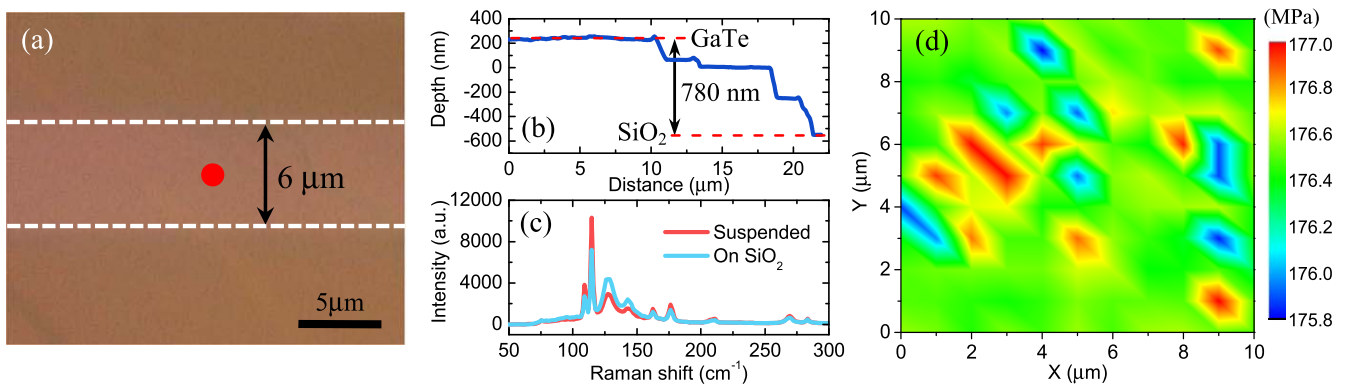 (a)
6 μm
5μm
(b)
Depth (nm)
400
200
0
-200
-400
-600
GaTe
780 nm
SiO2
0
5
10
15
20
Distance (μm)
(c)
Intensity (a.u.)
12000
8000
4000
0
Suspended
On SiO2
50
100
150
200
250
300
Raman shift (cm-1)
(d)
Y (μm)
10
8
6
4
2
0
0
2
4
6
8
10
X (μm)
(MPa)
177.0
176.8
176.6
176.4
176.2
176.0
175.8